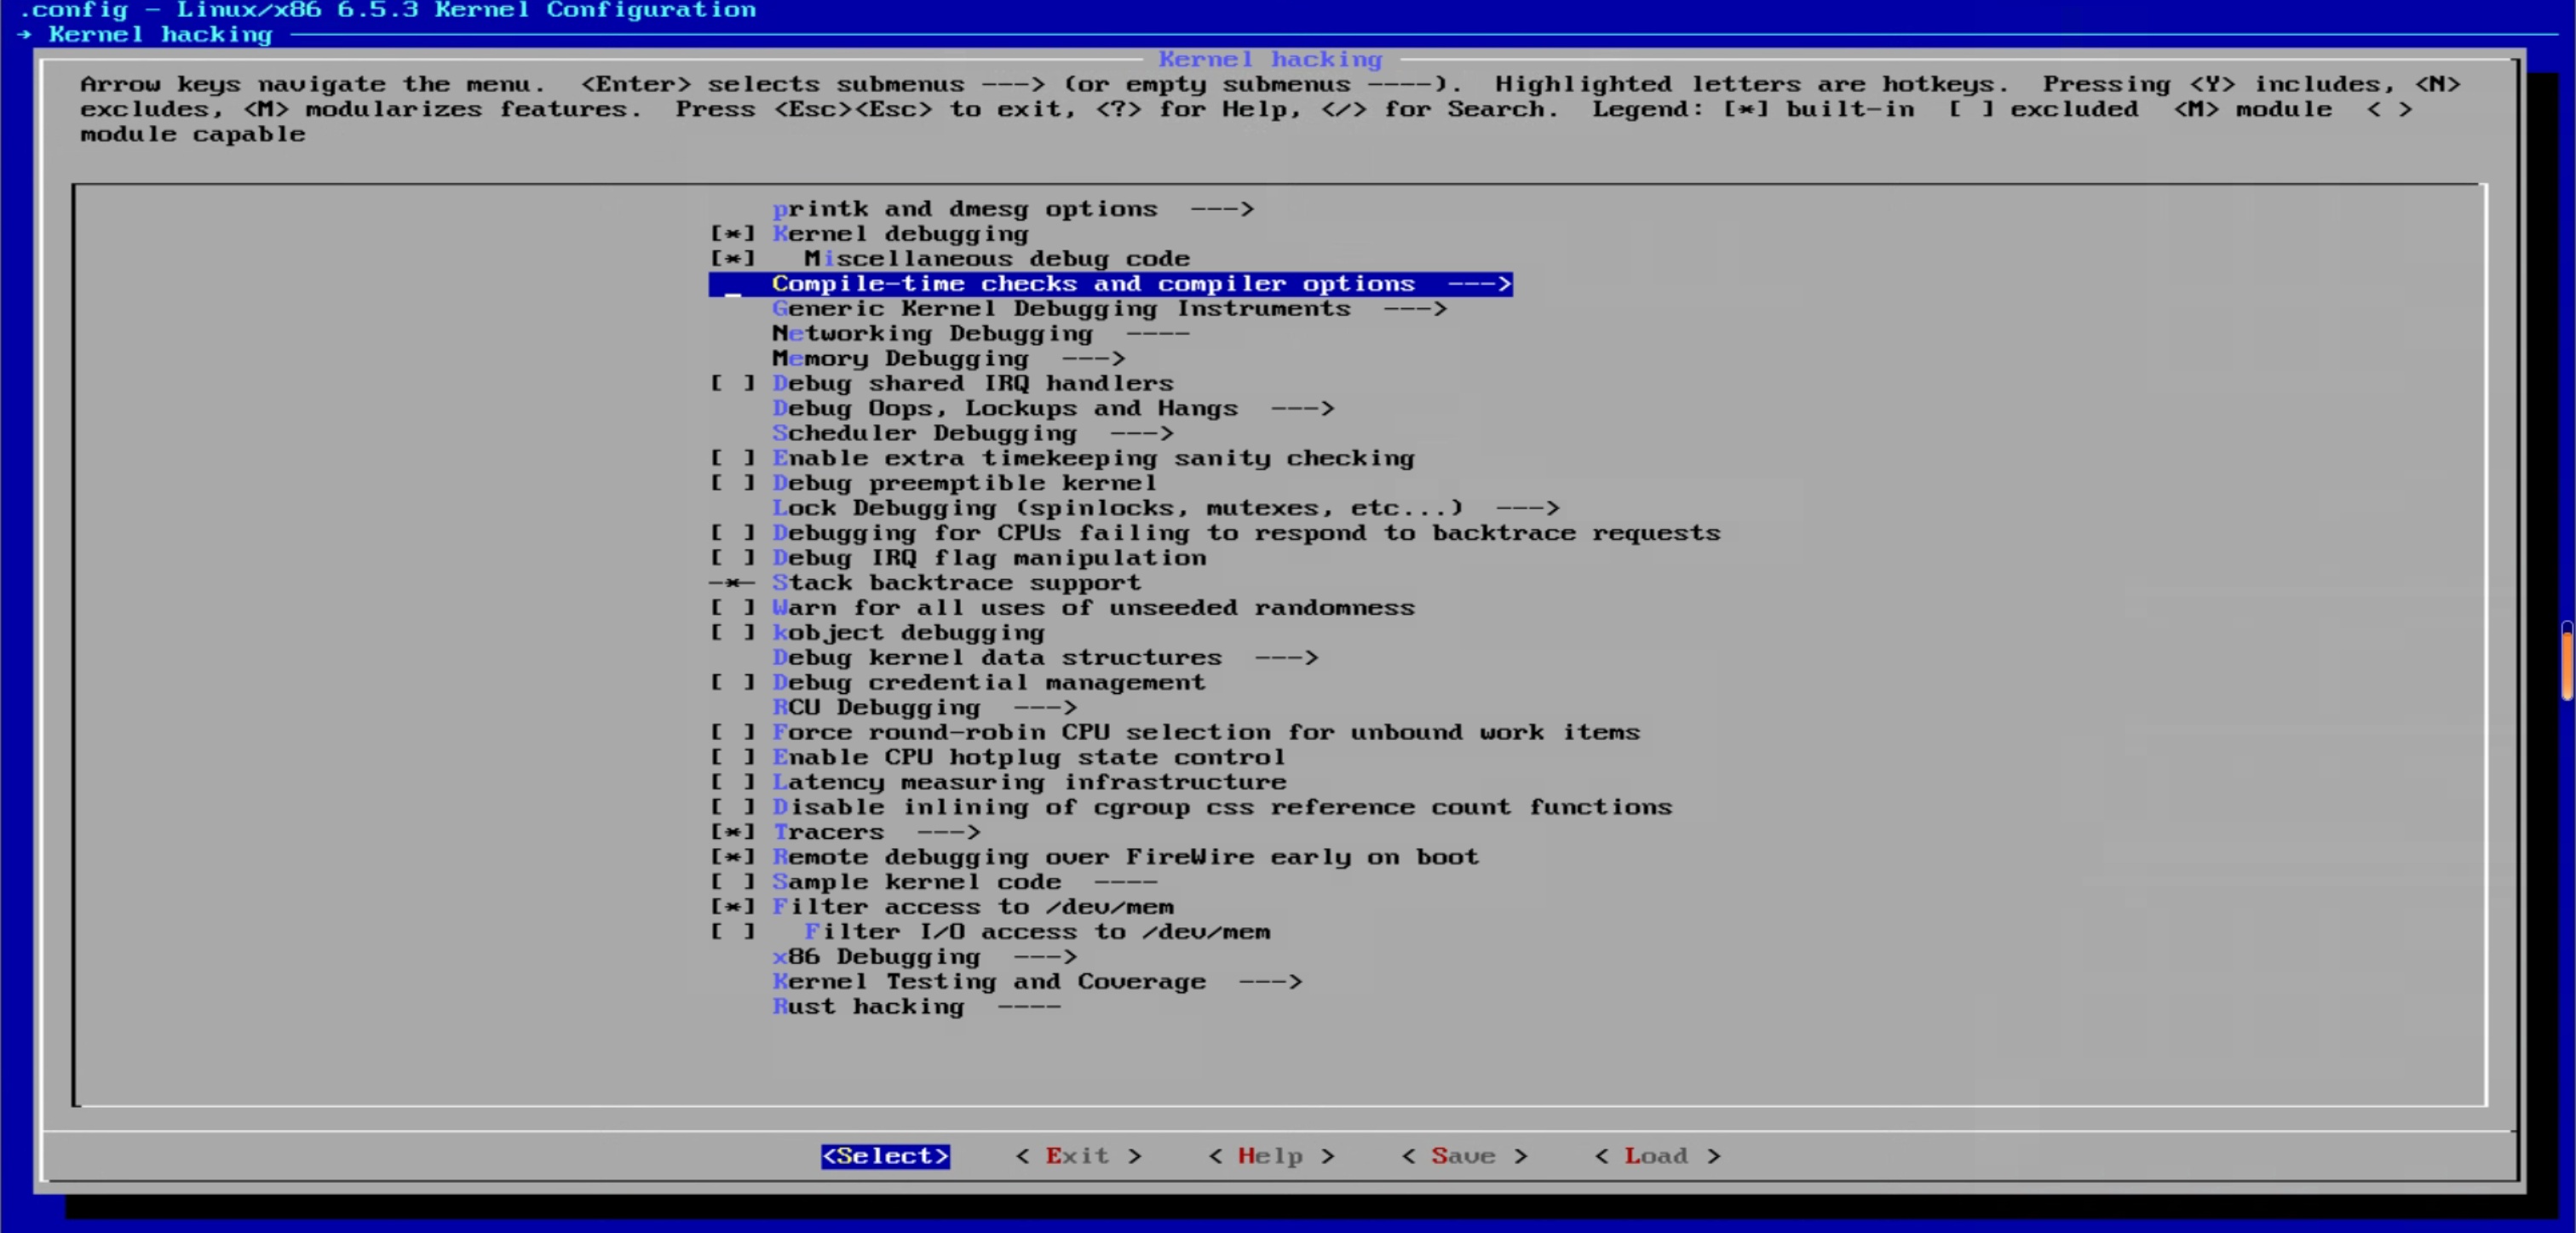 .config - Linux/x86 6.5.3 Kernel Configuration
→ Kernel hacking
Kernel hacking
Arrow keys navigate the menu.  <Enter> selects submenus ---> (or empty submenus ----).  Highlighted letters are hotkeys.  Pressing <Y> includes, <N>
excludes, <M> modularizes features.  Press <Esc><Esc> to exit, <?> for Help, </> for Search.  Legend: [*] built-in  [ ] excluded  <M> module  < >
module capable
printk and dmesg options  --->
[*] Kernel debugging
[*]   Miscellaneous debug code
Compile-time checks and compiler options  --->
Generic Kernel Debugging Instruments  --->
Networking Debugging  ----
Memory Debugging  --->
[ ] Debug shared IRQ handlers
Debug Oops, Lockups and Hangs  --->
Scheduler Debugging  --->
[ ] Enable extra timekeeping sanity checking
[ ] Debug preemptible kernel
Lock Debugging (spinlocks, mutexes, etc...)  --->
[ ] Debugging for CPUs failing to respond to backtrace requests
[ ] Debug IRQ flag manipulation
-*- Stack backtrace support
[ ] Warn for all uses of unseeded randomness
[ ] kobject debugging
Debug kernel data structures  --->
[ ] Debug credential management
RCU Debugging  --->
[ ] Force round-robin CPU selection for unbound work items
[ ] Enable CPU hotplug state control
[ ] Latency measuring infrastructure
[ ] Disable inlining of cgroup css reference count functions
[*] Tracers  --->
[*] Remote debugging over FireWire early on boot
[ ] Sample kernel code  ----
[*] Filter access to /dev/mem
[ ]   Filter I/O access to /dev/mem
x86 Debugging  --->
Kernel Testing and Coverage  --->
Rust hacking  ----
<Select>    < Exit >    < Help >    < Save >    < Load >